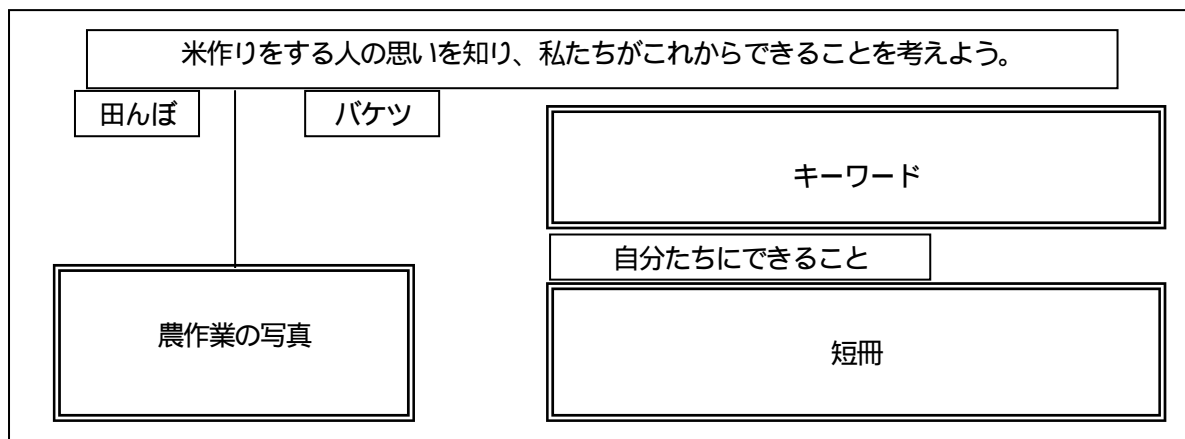 米作りをする人の思いを知り、私たちがこれからできることを考えよう。
田んぼ
バケツ
キーワード
自分たちにできること
農作業の写真
短冊